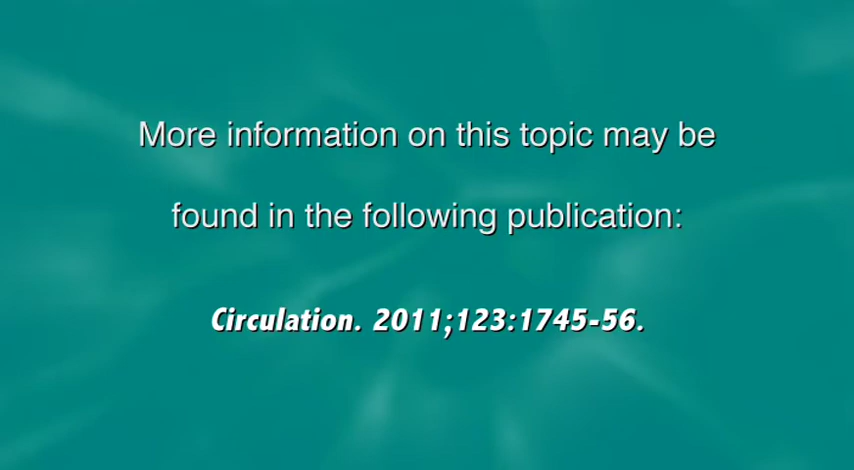 More information on this topic may be
found in the following publication:
Circulation. 2011;123:1745-56.